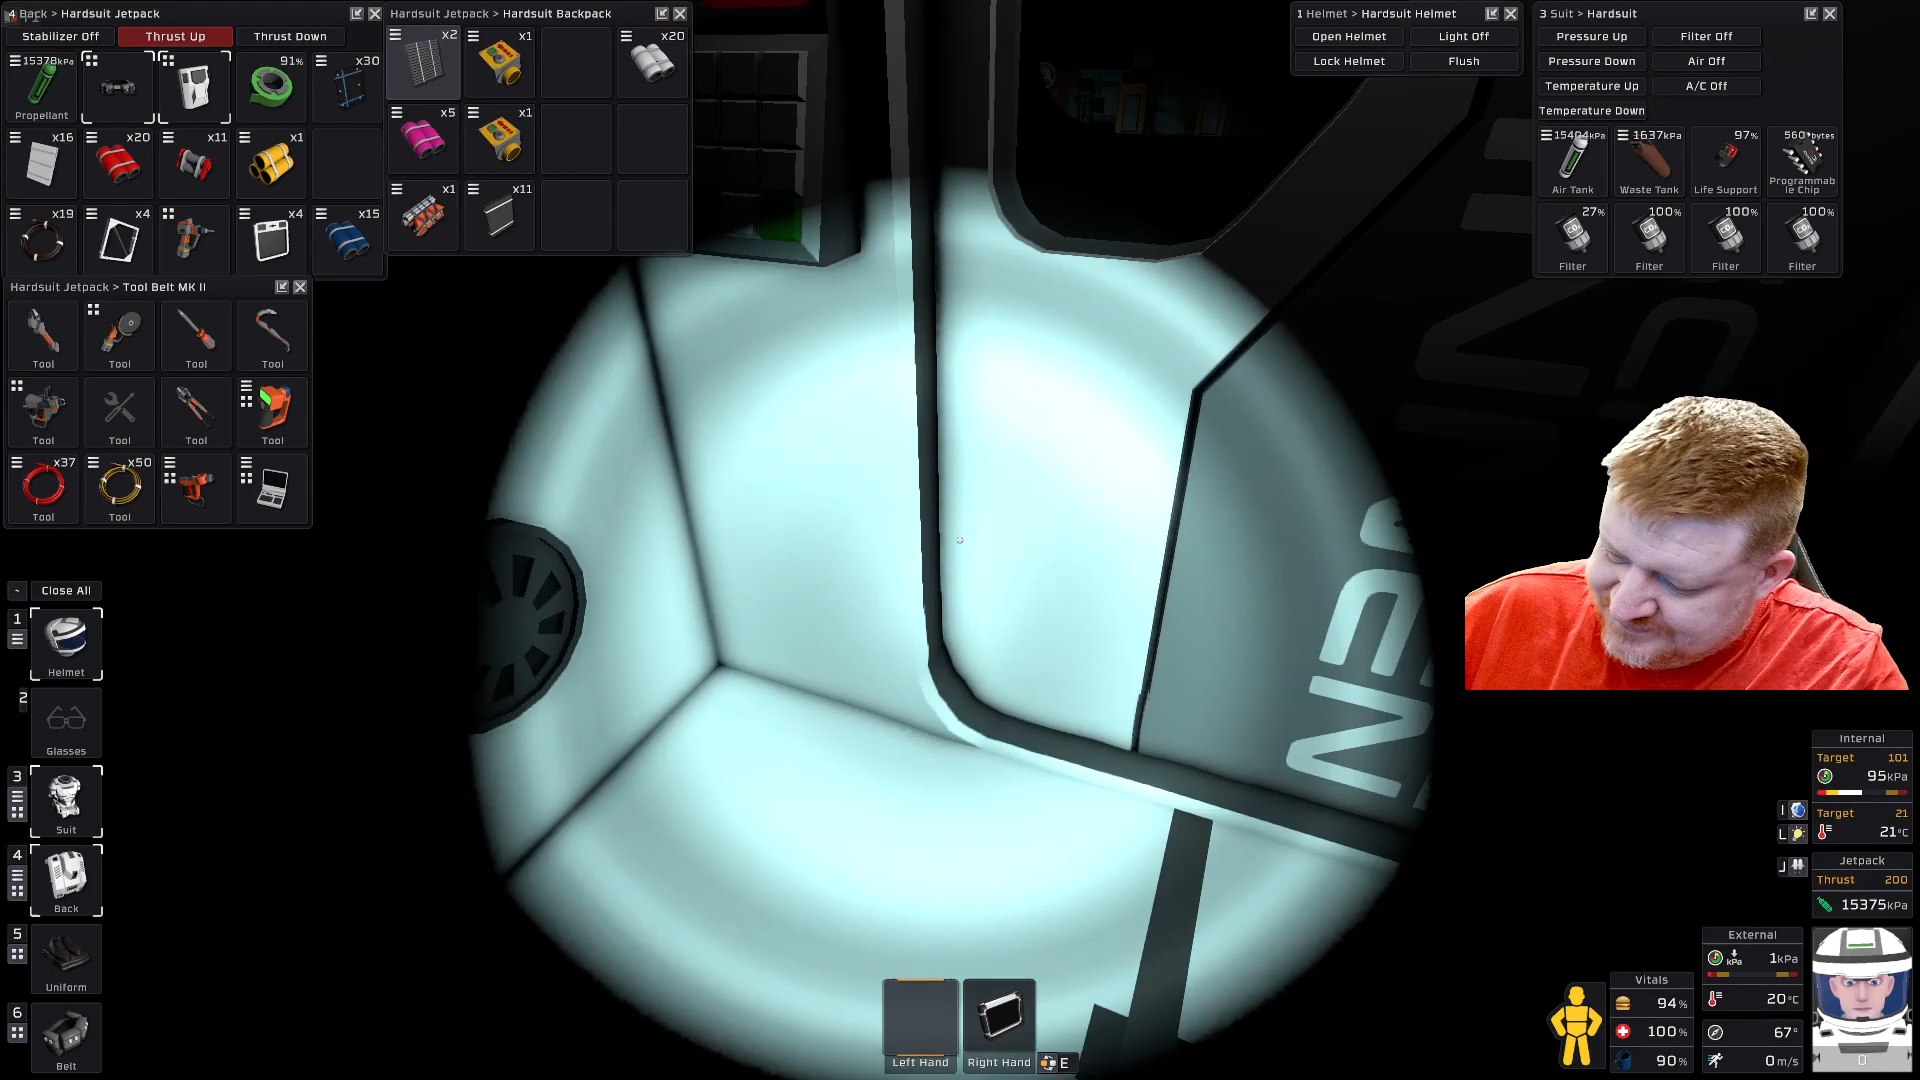 4 Back > Hardsuit Jetpack
Stabilizer Off
Thrust Up
Thrust Down
15378kPa
Propellant
91%
x30
x16
x20
x11
x1
x19
x4
x4
x15
Hardsuit Jetpack > Hardsuit Backpack
x2
x1
x20
x5
x1
x1
x11
Hardsuit Jetpack > Tool Belt MK II
Tool
Tool
Tool
Tool
Tool
Tool
Tool
Tool
x37
x50
Tool
Tool
1 Helmet > Hardsuit Helmet
Open Helmet
Light Off
Lock Helmet
Flush
3 Suit > Hardsuit
Pressure Up
Filter Off
Pressure Down
Air Off
Temperature Up
A/C Off
Temperature Down
15404kPa
1637kPa
97%
560 bytes
Air Tank
Waste Tank
Life Support
Programmab
le Chip
27%
100%
100%
100%
Filter
Filter
Filter
Filter
~
Close All
1
Helmet
2
Glasses
3
Suit
4
Back
5
Uniform
6
Belt
Left Hand
Right Hand
E
Internal
Target 101
95kPa
Target 21
21°C
I
L
J
Jetpack
Thrust 200
15375kPa
External
kPa
1kPa
20°C
67°
0m/s
Vitals
94%
100%
90%
0